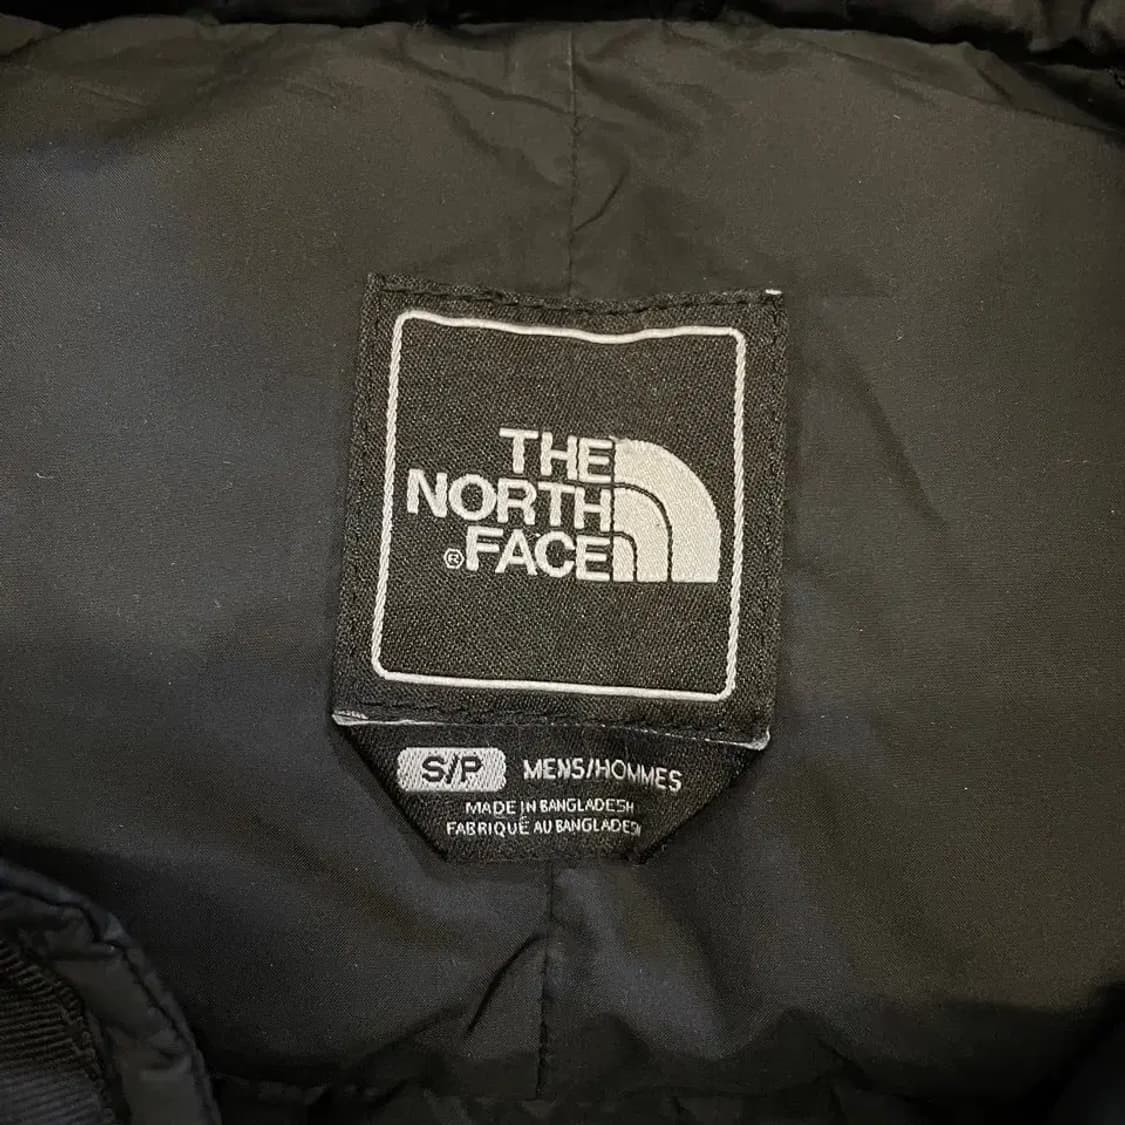 THE
NORTH
®FACE
S/P MENS/HOMMES
MADE IN BANGLADESH
FABRIQUÉ AU BANGLADESH